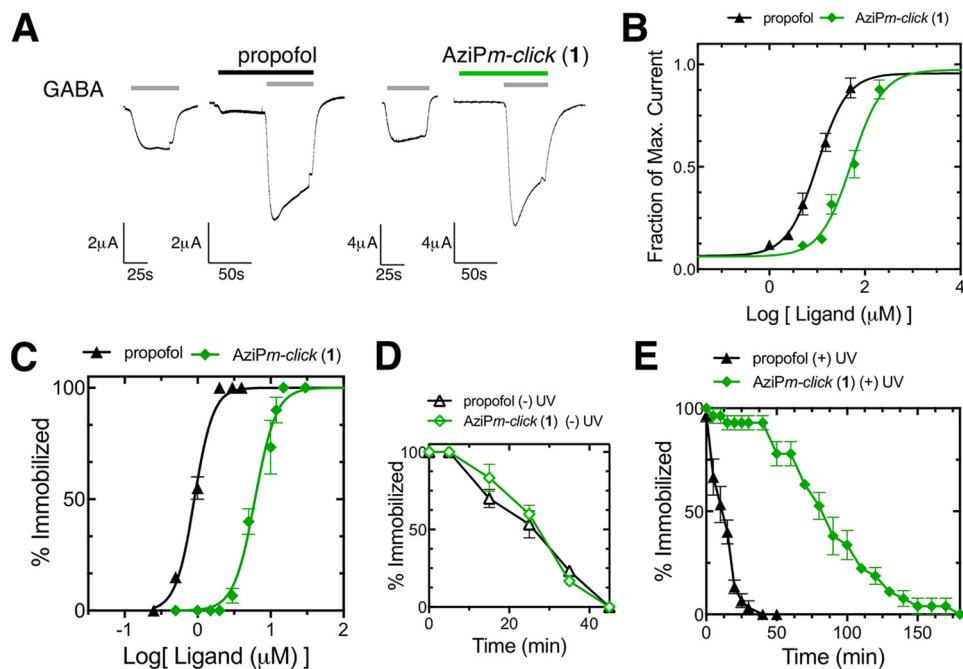 A
propofol
AziPm-click (1)
GABA
2μA
25s
2μA
50s
4μA
25s
4μA
50s
B
propofol
AziPm-click (1)
Fraction of Max. Current
1.0
0.5
0.0
0
2
4
Log [ Ligand (μM) ]
C
propofol
AziPm-click (1)
% Immobilized
100
50
0
-1
0
1
2
Log[ Ligand (μM) ]
D
propofol (-) UV
AziPm-click (1) (-) UV
% Immobilized
100
50
0
0
20
40
Time (min)
E
propofol (+) UV
AziPm-click (1) (+) UV
% Immobilized
100
50
0
0
50
100
150
Time (min)